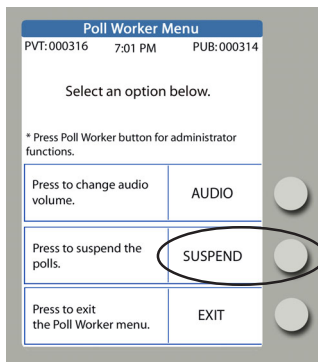 Poll Worker Menu
PVT:000316 7:01 PM PUB:000314
Select an option below.
* Press Poll Worker button for administrator
functions.
Press to change audio
volume.
AUDIO
Press to suspend the
polls.
SUSPEND
Press to exit
the Poll Worker menu.
EXIT